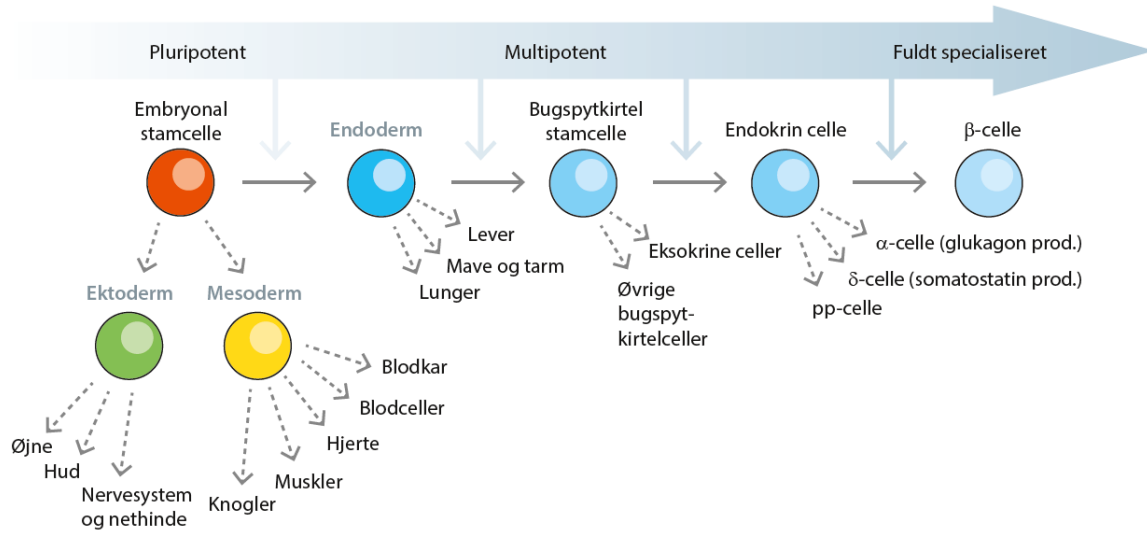 Pluripotent
Multipotent
Fuldt specialiseret
Embryonal
stamcelle
Endoderm
Bugspytkirtel
stamcelle
Endokrin celle
β-celle
Lever
Mave og tarm
Lunger
Eksokrine celler
Øvrige
bugspyt-
kirtelceller
α-celle (glukagon prod.)
δ-celle (somatostatin prod.)
pp-celle
Ektoderm
Mesoderm
Blodkar
Blodceller
Hjerte
Muskler
Knogler
Øjne
Hud
Nervesystem
og nethinde